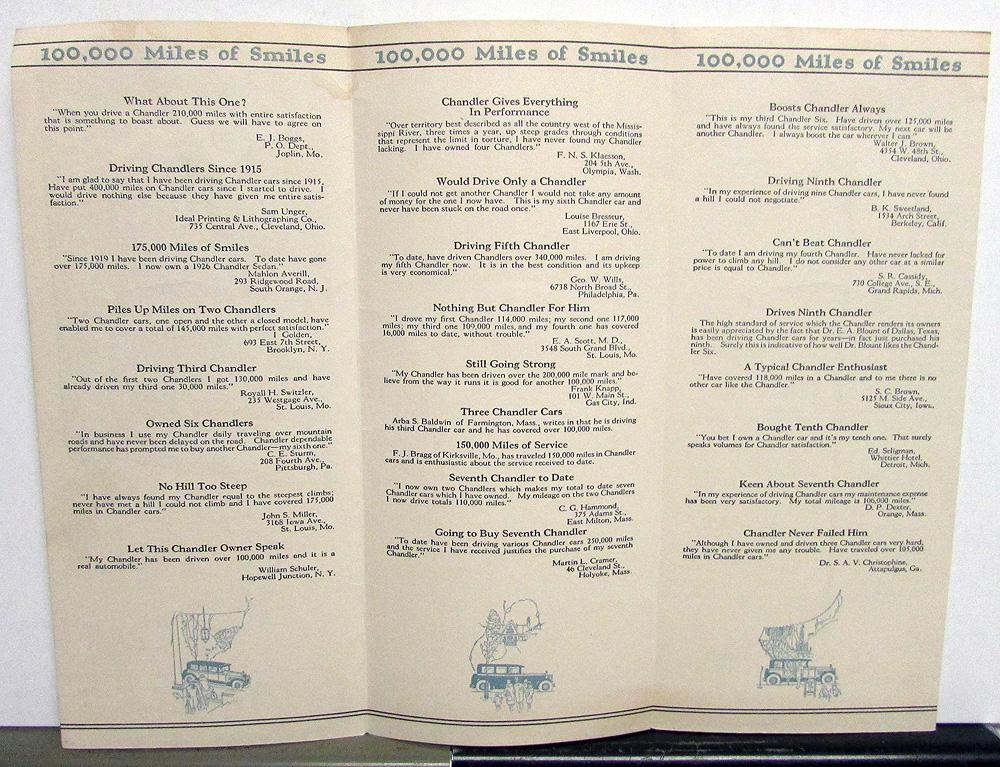 100,000 Miles of Smiles
What About This One?
"When you drive a Chandler 210,000 miles with entire satisfaction
that is something to boast about. Guess we will have to agree on
this point."
E. J. Boggs,
P. O. Dept.,
Joplin, Mo.
Driving Chandlers Since 1915
"I am glad to say that I have been driving Chandler cars since 1915.
Have put 400,000 miles on Chandler cars since I started to drive. I
would drive nothing else because they have given me entire satis-
faction."
Sam Unger,
Ideal Printing & Lithographing Co.,
735 Central Ave., Cleveland, Ohio.
175,000 Miles of Smiles
"Since 1919 I have been driving Chandler cars. To date have gone
over 175,000 miles. I now own a 1926 Chandler Sedan."
Mahlon Averill,
293 Ridgewood Road,
South Orange, N. J.
Piles Up Miles on Two Chandlers
"Two Chandler cars, one open and the other a closed model, have
enabled me to cover a total of 145,000 miles with perfect satisfaction."
I. Golden,
693 East 7th Street,
Brooklyn, N. Y.
Driving Third Chandler
"Out of the first two Chandlers I got 130,000 miles and have
already driven my third one 30,000 miles."
Royall H. Switzler,
235 Westgage Ave.,
St. Louis, Mo.
Owned Six Chandlers
"In business I use my Chandler daily traveling over mountain
roads and have never been delayed on the road. Chandler dependable
performance has prompted me to buy another Chandler—my sixth one."
C. E. Sturm,
208 Fourth Ave.,
Pittsburgh, Pa.
No Hill Too Steep
"I have always found my Chandler equal to the steepest climbs;
never have met a hill I could not climb and I have covered 175,000
miles in Chandler cars."
John S. Miller,
3168 Iowa Ave.,
St. Louis, Mo.
Let This Chandler Owner Speak
"My Chandler has been driven over 100,000 miles and it is a
real automobile."
William Schuler,
Hopewell Junction, N. Y.
100,000 Miles of Smiles
Chandler Gives Everything
In Performance
"Over territory best described as all the country west of the Missis-
sippi River, three times a year, up steep grades through conditions
that represent the limit in torture, I have never found my Chandler
lacking. I have owned four Chandlers."
F. N. S. Klaesson,
204 5th Ave.,
Olympia, Wash.
Would Drive Only a Chandler
"If I could not get another Chandler I would not take any amount
of money for the one I now have. This is my sixth Chandler car and
never have been stuck on the road once."
Louise Bresseur,
1167 Erie St.,
East Liverpool, Ohio.
Driving Fifth Chandler
"To date, have driven Chandlers over 340,000 miles. I am driving
my fifth Chandler now. It is in the best condition and its upkeep
is very economical."
Geo. W. Wills,
6738 North Broad St.,
Philadelphia, Pa.
Nothing But Chandler For Him
"I drove my first Chandler 114,000 miles; my second one 117,000
miles; my third one 109,000 miles, and my fourth one has covered
16,000 miles to date, without trouble."
E. A. Scott, M. D.,
3548 South Grand Blvd.,
St. Louis, Mo.
Still Going Strong
"My Chandler has been driven over the 200,000 mile mark and be-
lieve from the way it runs it is good for another 100,000 miles."
Frank Knapp,
101 W. Main St.,
Gas City, Ind.
Three Chandler Cars
Arba S. Baldwin of Farmington, Mass., writes in that he is driving
his third Chandler car and he has covered over 100,000 miles.
150,000 Miles of Service
F. J. Bragg of Kirksville, Mo., has traveled 150,000 miles in Chandler
cars and is enthusiastic about the service received to date.
Seventh Chandler to Date
"I now own two Chandlers which makes my total to date seven
Chandler cars which I have owned. My mileage on the two Chandlers
I now drive totals 110,000 miles."
C. G. Hammond,
375 Adams St.,
East Milton, Mass.
Going to Buy Seventh Chandler
"To date have been driving various Chandler cars 250,000 miles
and the service I have received justifies the purchase of my seventh
Chandler."
Martin L. Cramer,
46 Cleveland St.,
Holyoke, Mass.
100,000 Miles of Smiles
Boosts Chandler Always
"This is my third Chandler Six. Have driven over 125,000 miles
and have always found the service satisfactory. My next car will be
another Chandler. I always boost the car wherever I can."
Walter J. Brown,
4354 W. 48th St.,
Cleveland, Ohio.
Driving Ninth Chandler
"In my experience of driving nine Chandler cars, I have never found
a hill I could not negotiate."
B. K. Sweetland,
1534 Arch Street,
Berkeley, Calif.
Can't Beat Chandler
"To date I am driving my fourth Chandler. Have never lacked for
power to climb any hill. I do not consider any other car at a similar
price is equal to Chandler."
S. R. Cassidy,
730 College Ave., S. E.,
Grand Rapids, Mich.
Drives Ninth Chandler
The high standard of service which the Chandler renders its owners
is easily appreciated by the fact that Dr. E. A. Blount of Dallas, Texas,
has been driving Chandler cars for years—in fact just purchased his
ninth. Surely this is indicative of how well Dr. Blount likes the Chand-
ler Six.
A Typical Chandler Enthusiast
"Have covered 118,000 miles in a Chandler and to me there is no
other car like the Chandler."
S. C. Brown,
5125 M. Side Ave.,
Sioux City, Iowa.
Bought Tenth Chandler
"You bet I own a Chandler car and it's my tenth one. That surely
speaks volumes for Chandler satisfaction."
Ed. Seligman,
Whittier Hotel,
Detroit, Mich.
Keen About Seventh Chandler
"In my experience of driving Chandler cars my maintenance expense
has been very satisfactory. My total mileage is 106,000 miles."
D. P. Dexter,
Orange, Mass.
Chandler Never Failed Him
"Although I have owned and driven three Chandler cars very hard,
they have never given me any trouble. Have traveled over 105,000
miles in Chandler cars."
Dr. S. A. V. Christophine,
Attapulgus, Ga.